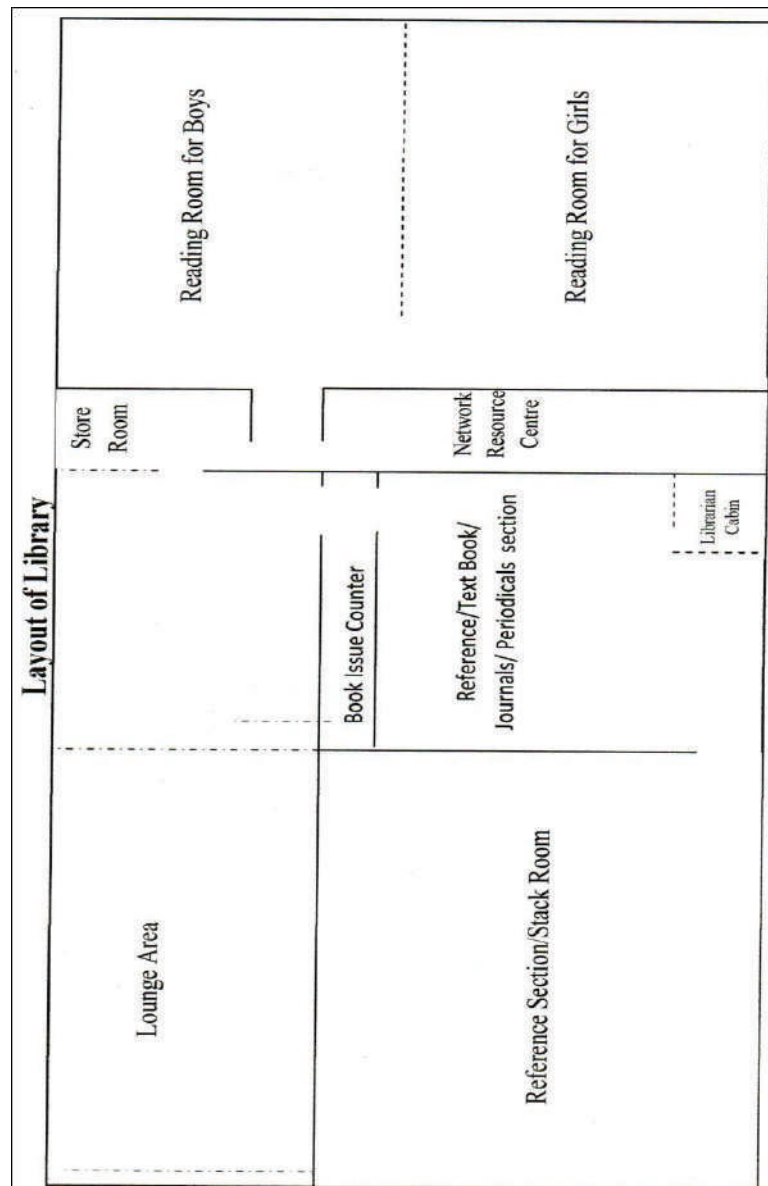 Layout of Library
Lounge Area
Store
Room
Reading Room for Boys
Book Issue Counter
Reference/Text Book/
Journals/ Periodicals section
Network
Resource
Centre
Reading Room for Girls
Reference Section/Stack Room
Librarian
Cabin